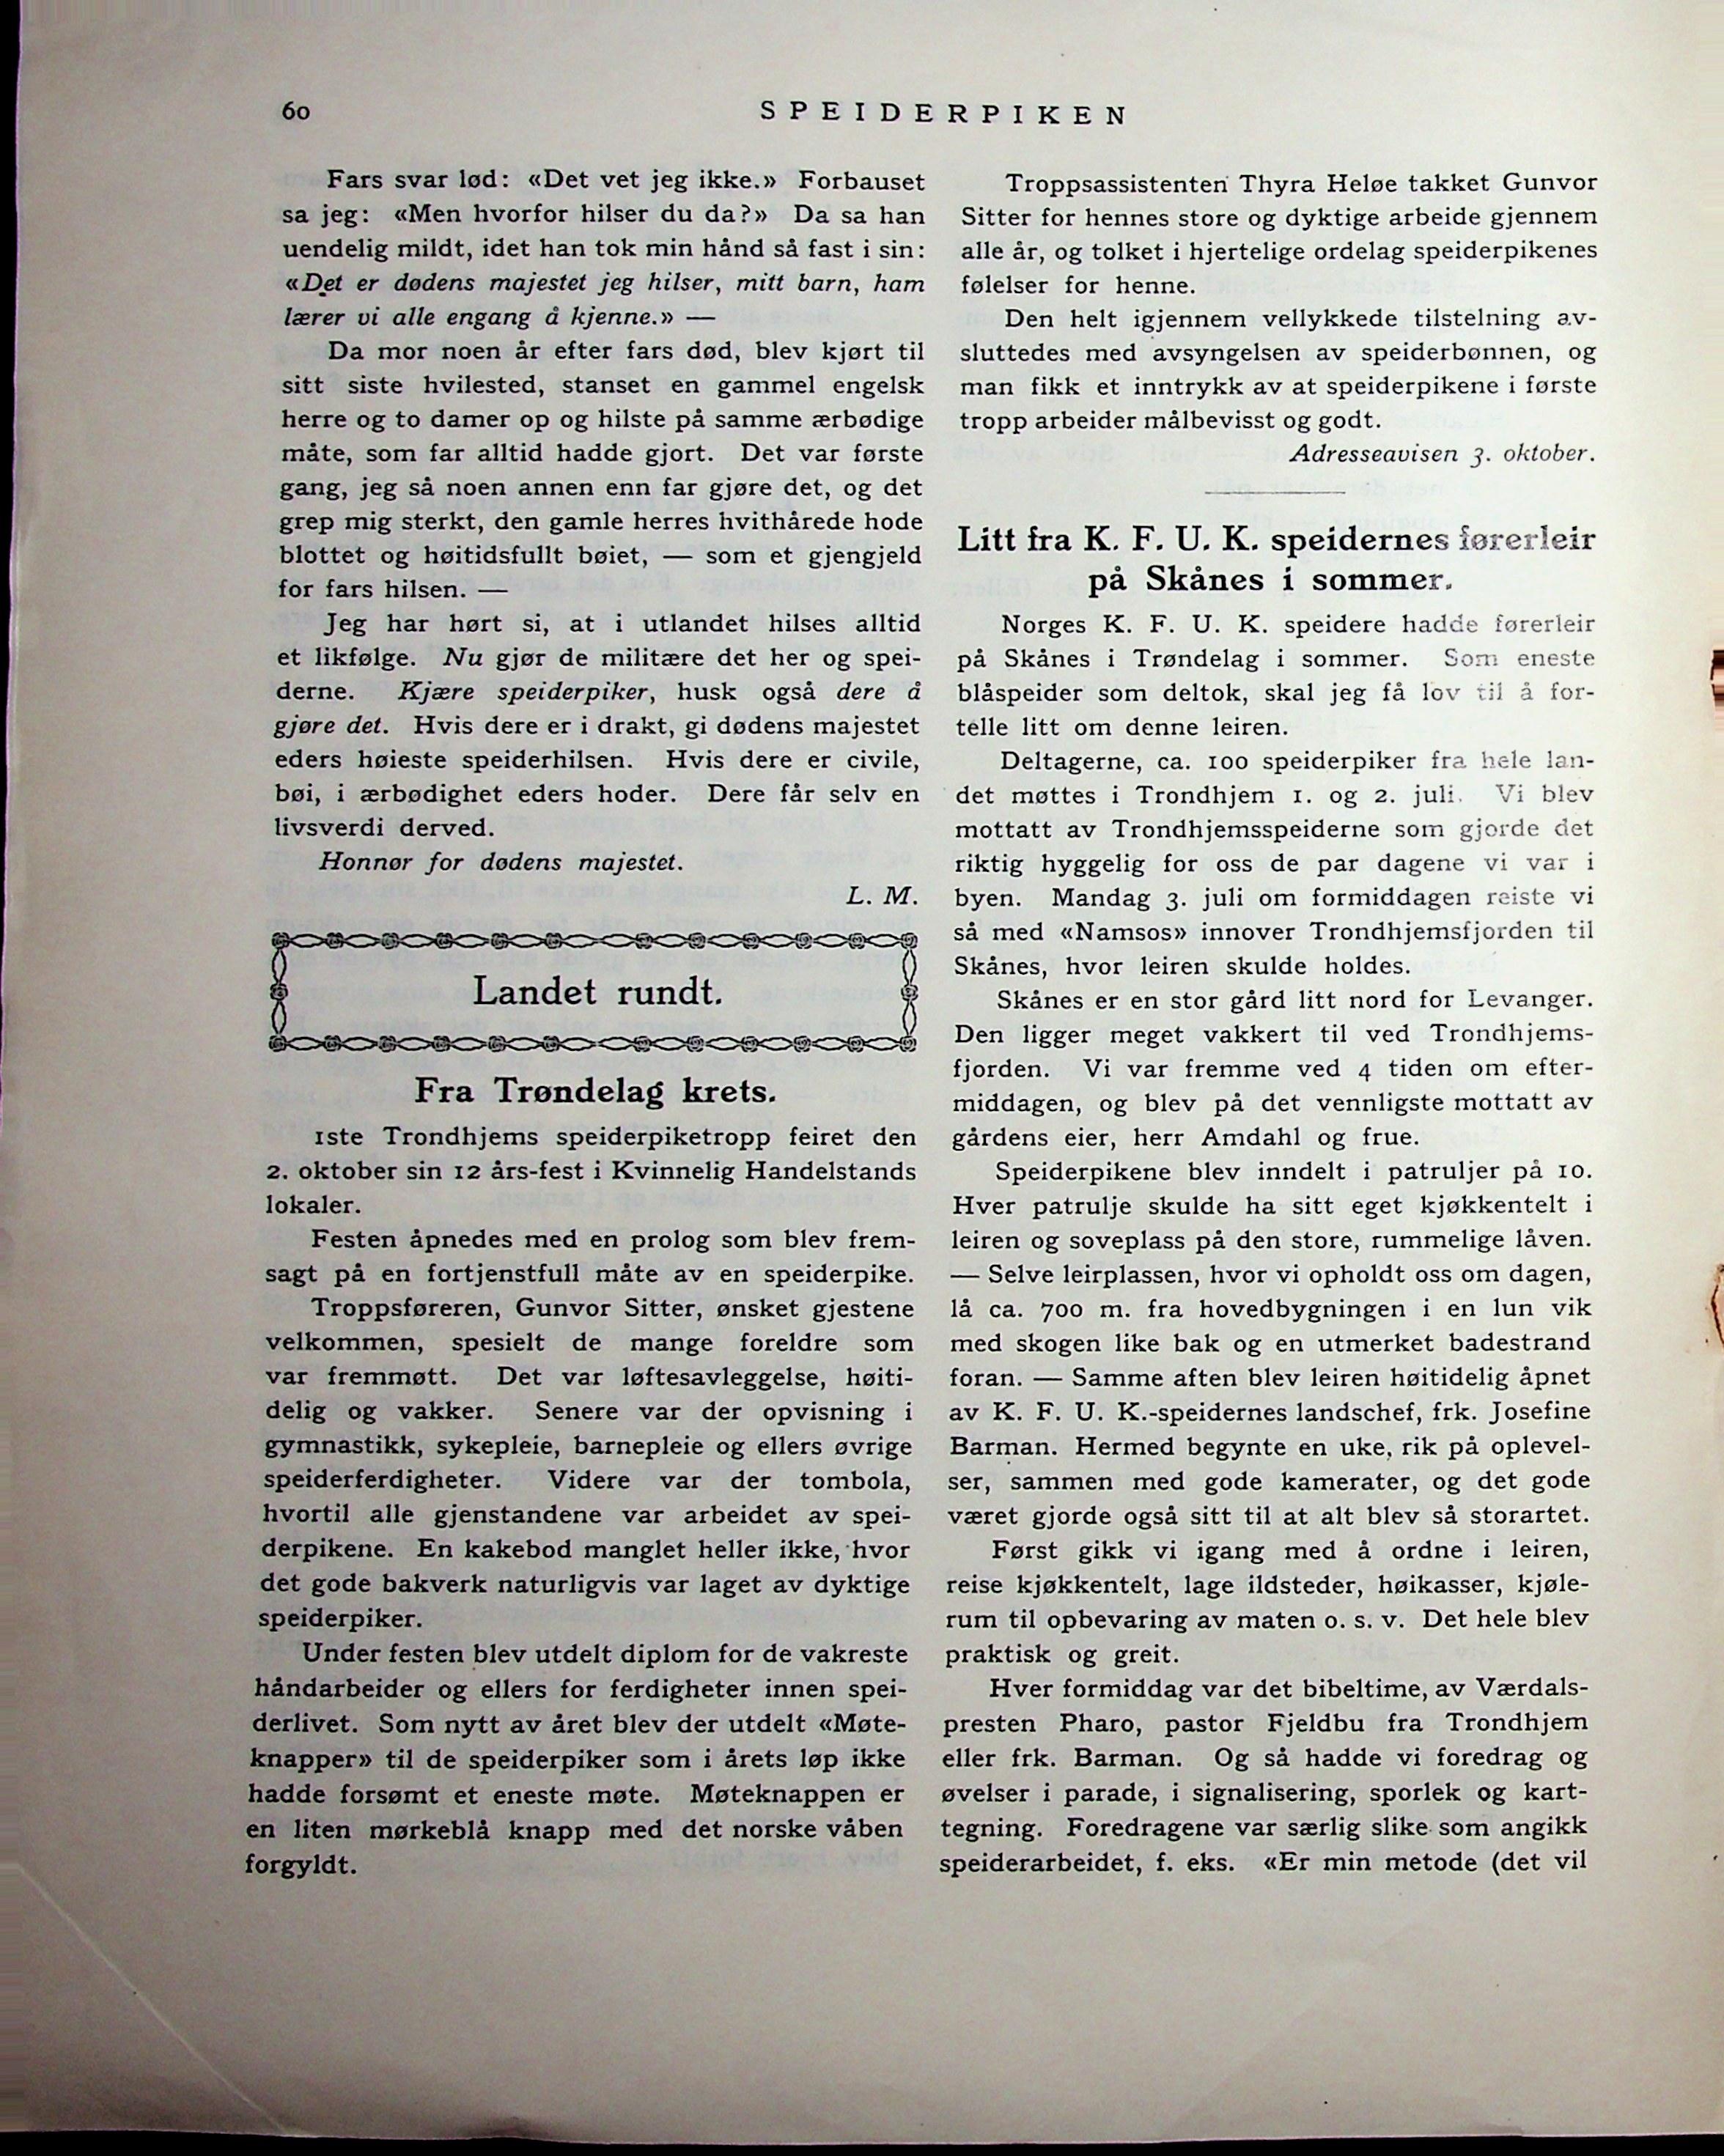 60
SPEIDERPIKEN
Fars svar lød: «Det vet jeg ikke.» Forbauset
sa jeg: «Men hvorfor hilser du da?» Da sa han
uendelig mildt, idet han tok min hånd så fast i sin:
«Det er dødens majestet jeg hilser, mitt barn, ham
lærer vi alle engang å kjenne.» —
Da mor noen år efter fars død, blev kjørt til
sitt siste hvilested, stanset en gammel engelsk
herre og to damer op og hilste på samme ærbødige
måte, som far alltid hadde gjort. Det var første
gang, jeg så noen annen enn far gjøre det, og det
grep mig sterkt, den gamle herres hvithårede hode
blottet og høitidsfullt bøiet, — som et gjengjeld
for fars hilsen. —
Jeg har hørt si, at i utlandet hilses alltid
et likfølge. Nu gjør de militære det her og spei-
derne. Kjære speiderpiker, husk også dere å
gjøre det. Hvis dere er i drakt, gi dødens majestet
eders høieste speiderhilsen. Hvis dere er civile,
bøi, i ærbødighet eders hoder. Dere får selv en
livsverdi derved.
Honnør for dødens majestet.
L. M.
Landet rundt.
Fra Trøndelag krets.
1ste Trondhjems speiderpiketropp feiret den
2. oktober sin 12 års-fest i Kvinnelig Handelstands
lokaler.
Festen åpnedes med en prolog som blev frem-
sagt på en fortjenstfull måte av en speiderpike.
Troppsføreren, Gunvor Sitter, ønsket gjestene
velkommen, spesielt de mange foreldre som
var fremmøtt. Det var løftesavleggelse, høiti-
delig og vakker. Senere var der opvisning i
gymnastikk, sykepleie, barnepleie og ellers øvrige
speiderferdigheter. Videre var der tombola,
hvortil alle gjenstandene var arbeidet av spei-
derpikene. En kakebod manglet heller ikke, hvor
det gode bakverk naturligvis var laget av dyktige
speiderpiker.
Under festen blev utdelt diplom for de vakreste
håndarbeider og ellers for ferdigheter innen spei-
derlivet. Som nytt av året blev der utdelt «Møte-
knapper» til de speiderpiker som i årets løp ikke
hadde forsømt et eneste møte. Møteknappen er
en liten mørkeblå knapp med det norske våben
forgyldt.
Troppsassistenten Thyra Heløe takket Gunvor
Sitter for hennes store og dyktige arbeide gjennem
alle år, og tolket i hjertelige ordelag speiderpikenes
følelser for henne.
Den helt igjennem vellykkede tilstelning av-
sluttedes med avsyngelsen av speiderbønnen, og
man fikk et inntrykk av at speiderpikene i første
tropp arbeider målbevisst og godt.
Adresseavisen 3. oktober.
Litt fra K. F. U. K. speidernes førerleir
på Skånes i sommer.
Norges K. F. U. K. speidere hadde førerleir
på Skånes i Trøndelag i sommer. Som eneste
blåspeider som deltok, skal jeg få lov til å for-
telle litt om denne leiren.
Deltagerne, ca. 100 speiderpiker fra hele lan-
det møttes i Trondhjem 1. og 2. juli. Vi blev
mottatt av Trondhjemsspeiderne som gjorde det
riktig hyggelig for oss de par dagene vi var i
byen. Mandag 3. juli om formiddagen reiste vi
så med «Namsos» innover Trondhjemsfjorden til
Skånes, hvor leiren skulde holdes.
Skånes er en stor gård litt nord for Levanger.
Den ligger meget vakkert til ved Trondhjems-
fjorden. Vi var fremme ved 4 tiden om efter-
middagen, og blev på det vennligste mottatt av
gårdens eier, herr Amdahl og frue.
Speiderpikene blev inndelt i patruljer på 10.
Hver patrulje skulde ha sitt eget kjøkkentelt i
leiren og soveplass på den store, rummelige låven.
— Selve leirplassen, hvor vi opholdt oss om dagen,
lå ca. 700 m. fra hovedbygningen i en lun vik
med skogen like bak og en utmerket badestrand
foran. — Samme aften blev leiren høitidelig åpnet
av K. F. U. K.-speidernes landschef, frk. Josefine
Barman. Hermed begynte en uke, rik på oplevel-
ser, sammen med gode kamerater, og det gode
været gjorde også sitt til at alt blev så storartet.
Først gikk vi igang med å ordne i leiren,
reise kjøkkentelt, lage ildsteder, høikasser, kjøle-
rum til opbevaring av maten o. s. v. Det hele blev
praktisk og greit.
Hver formiddag var det bibeltime, av Værdals-
presten Pharo, pastor Fjeldbu fra Trondhjem
eller frk. Barman. Og så hadde vi foredrag og
øvelser i parade, i signalisering, sporlek og kart-
tegning. Foredragene var særlig slike som angikk
speiderarbeidet, f. eks. «Er min metode (det vil